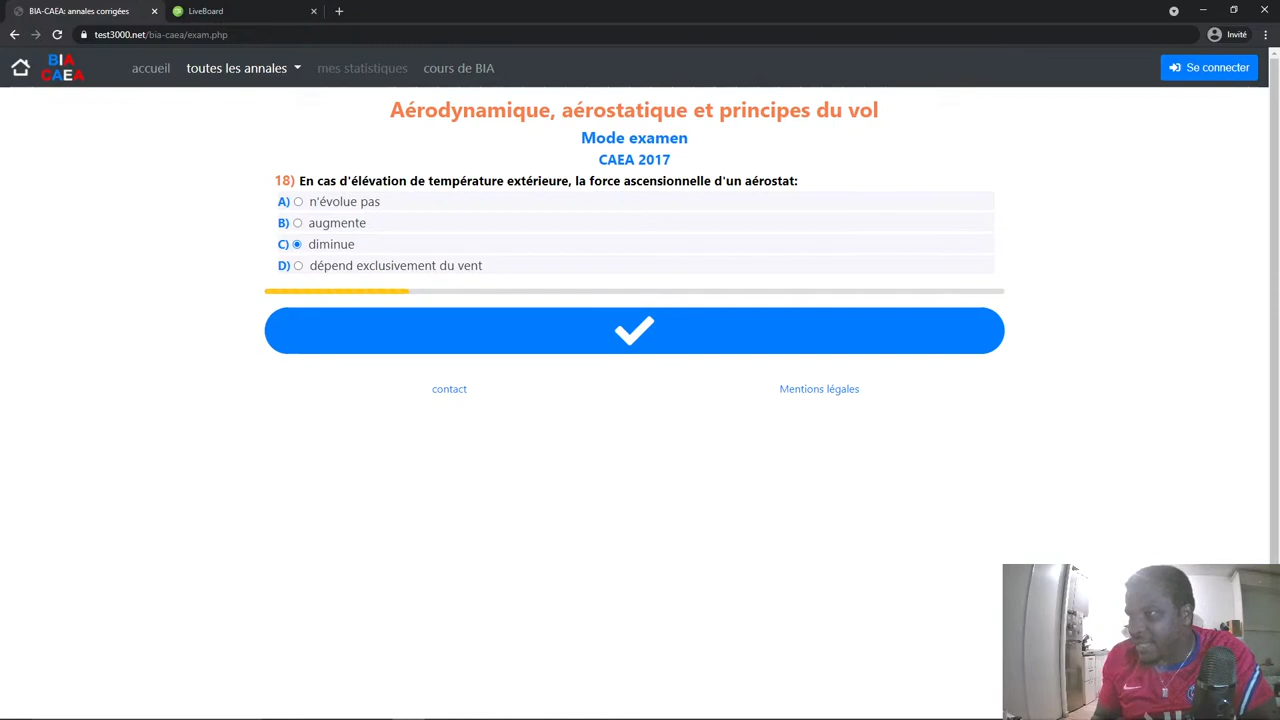 BIA-CAEA: annales corrigées
LiveBoard
test3000.net/bia-caea/exam.php
Invité
BIA
CAEA
accueil
toutes les annales
mes statistiques
cours de BIA
Se connecter
Aérodynamique, aérostatique et principes du vol
Mode examen
CAEA 2017
18) En cas d'élévation de température extérieure, la force ascensionnelle d'un aérostat:
A) n'évolue pas
B) augmente
C) diminue
D) dépend exclusivement du vent
contact
Mentions légales